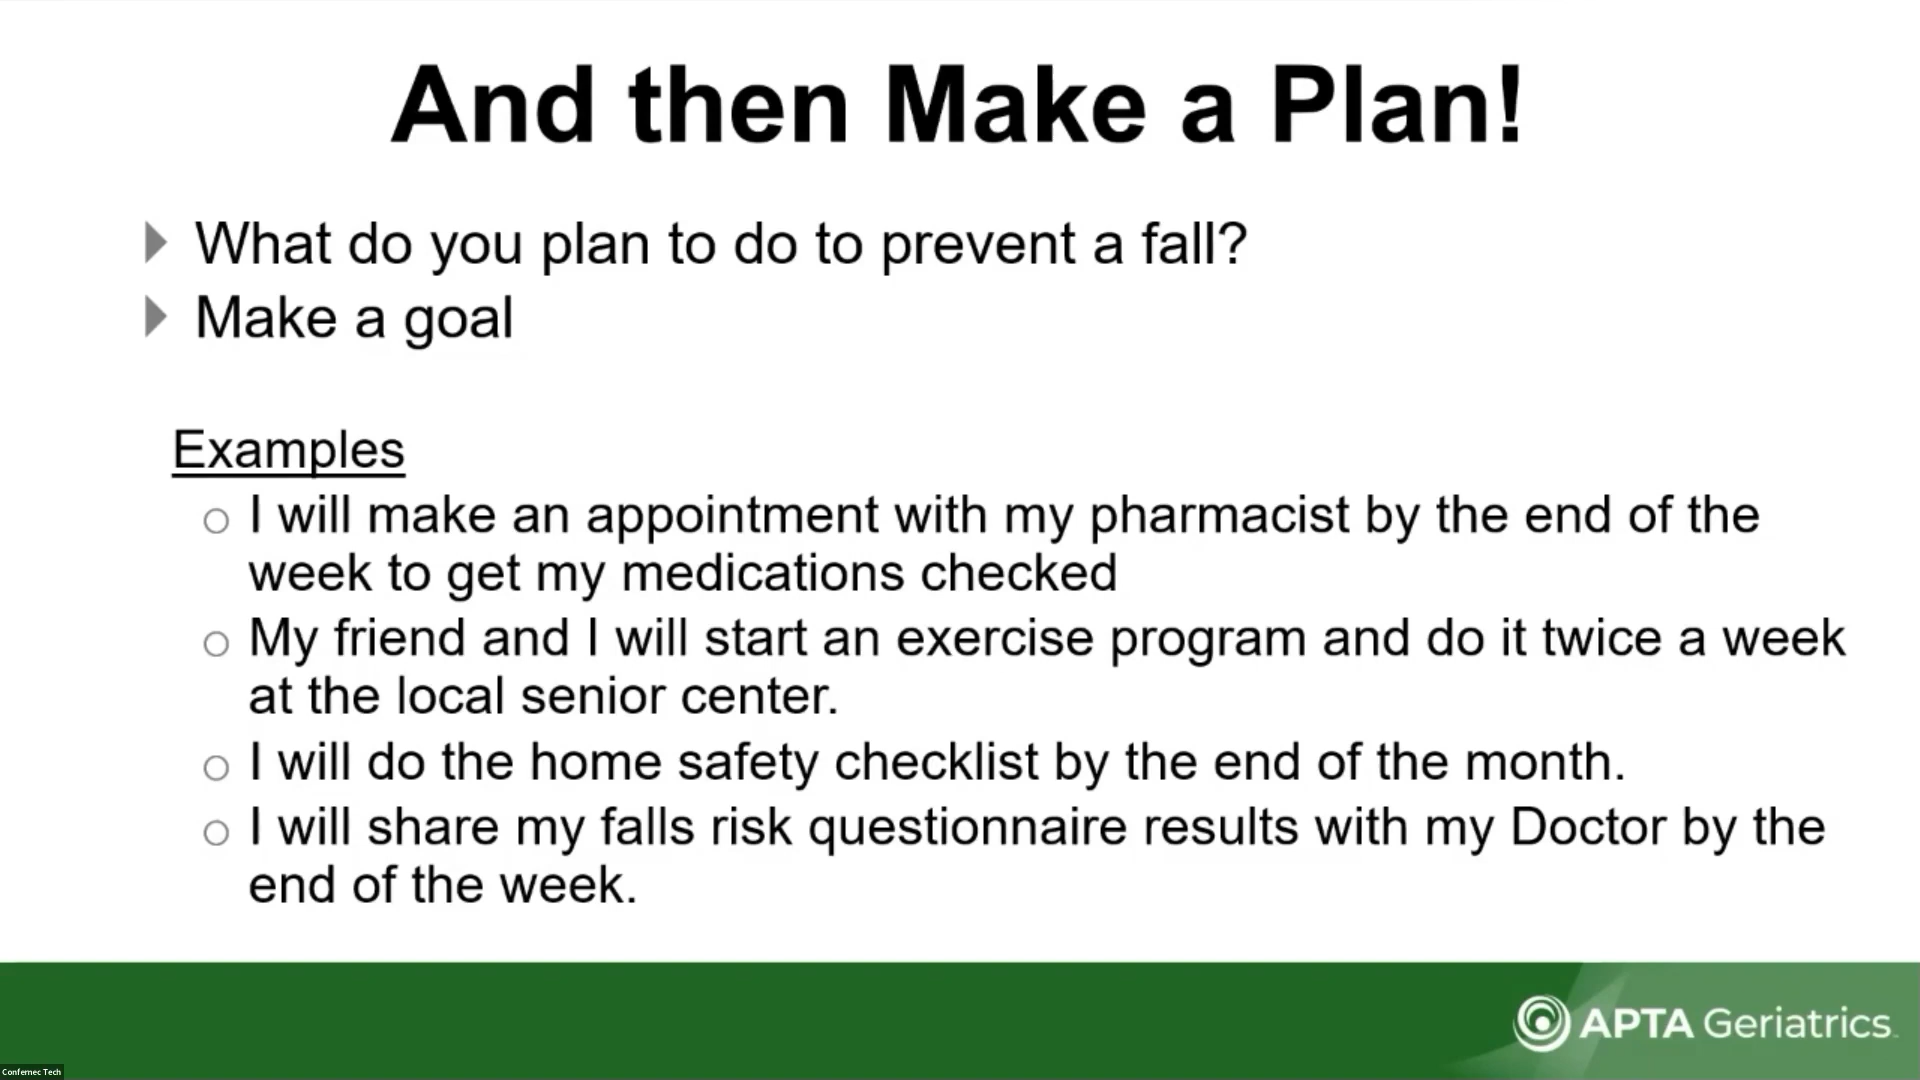 And then Make a Plan!
What do you plan to do to prevent a fall?
Make a goal
Examples
I will make an appointment with my pharmacist by the end of the
week to get my medications checked
My friend and I will start an exercise program and do it twice a week
at the local senior center.
I will do the home safety checklist by the end of the month.
I will share my falls risk questionnaire results with my Doctor by the
end of the week.
APTA Geriatrics
Confernec Tech